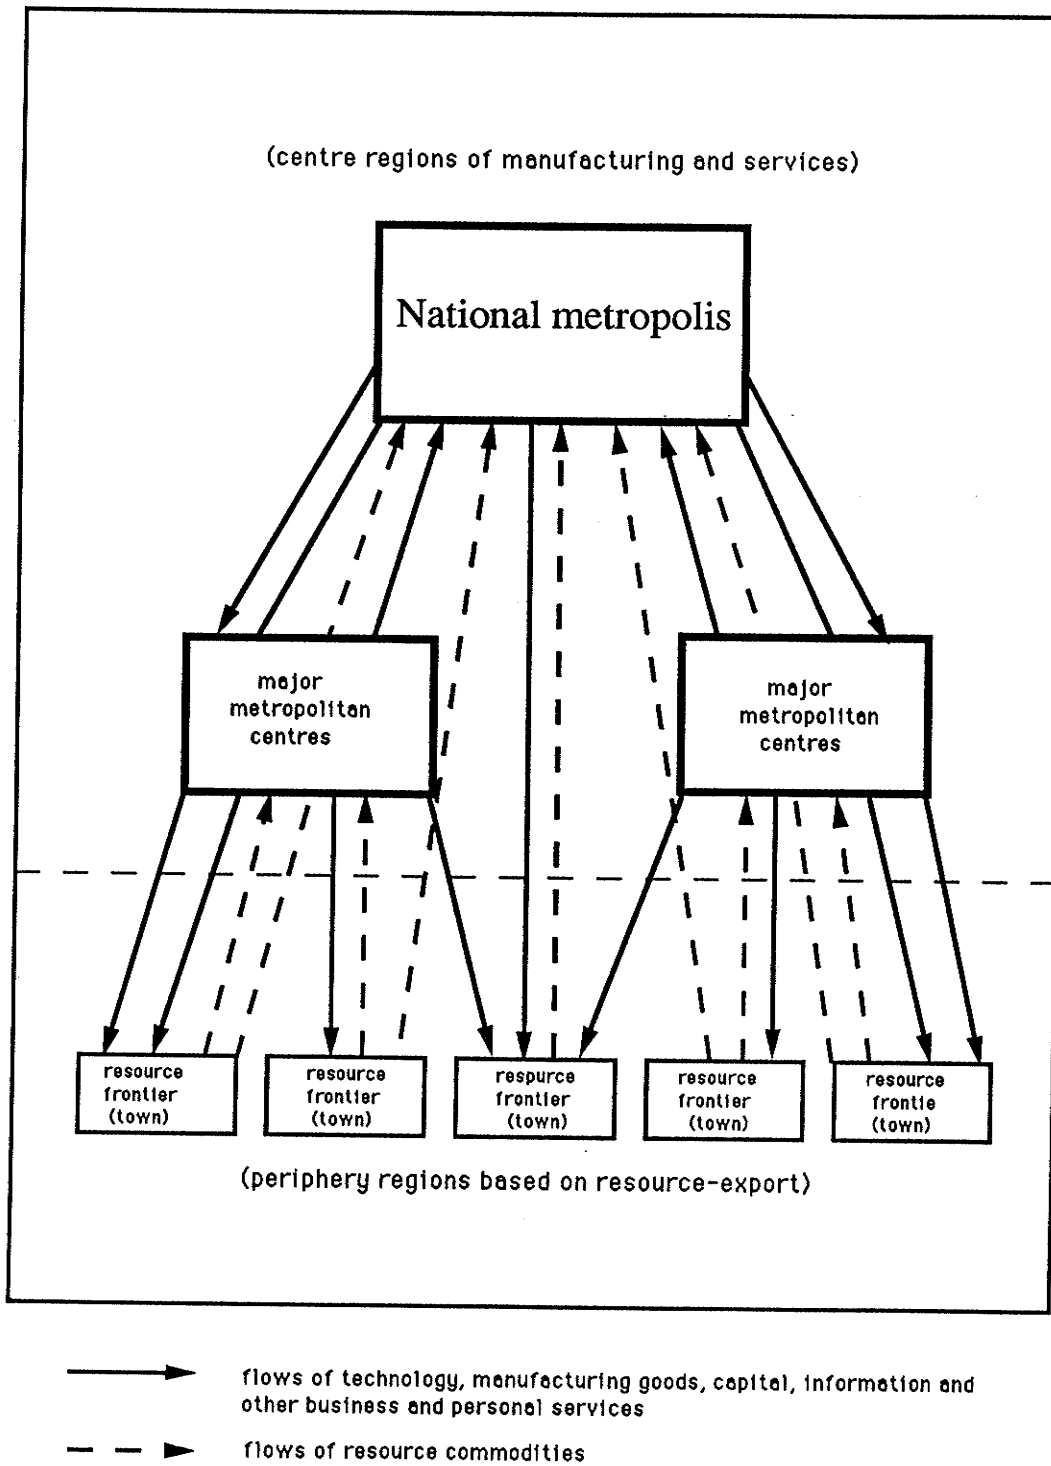 (centre regions of manufacturing and services)
National metropolis
major
metropolitan
centres
major
metropolitan
centres
resource
frontier
(town)
resource
frontier
(town)
respurce
frontier
(town)
resource
frontier
(town)
resource
frontie
(town)
(periphery regions based on resource-export)
flows of technology, manufacturing goods, capital, information and
other business and personal services
flows of resource commodities